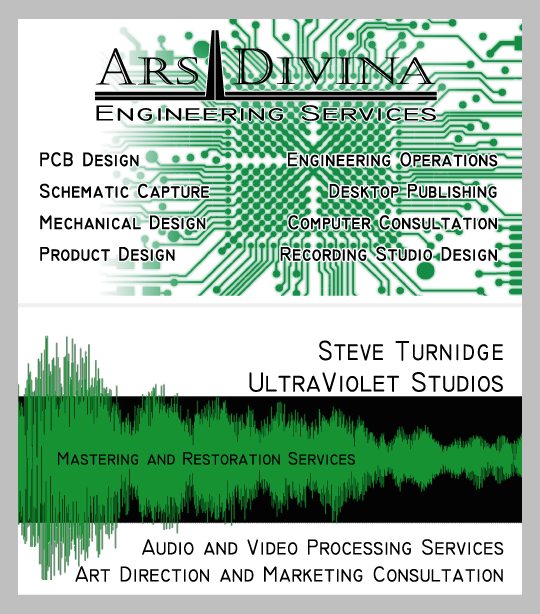 Ars Divina
Engineering Services
PCB Design
Engineering Operations
Schematic Capture
Desktop Publishing
Mechanical Design
Computer Consultation
Product Design
Recording Studio Design
Steve Turnidge
UltraViolet Studios
Mastering and Restoration Services
Audio and Video Processing Services
Art Direction and Marketing Consultation